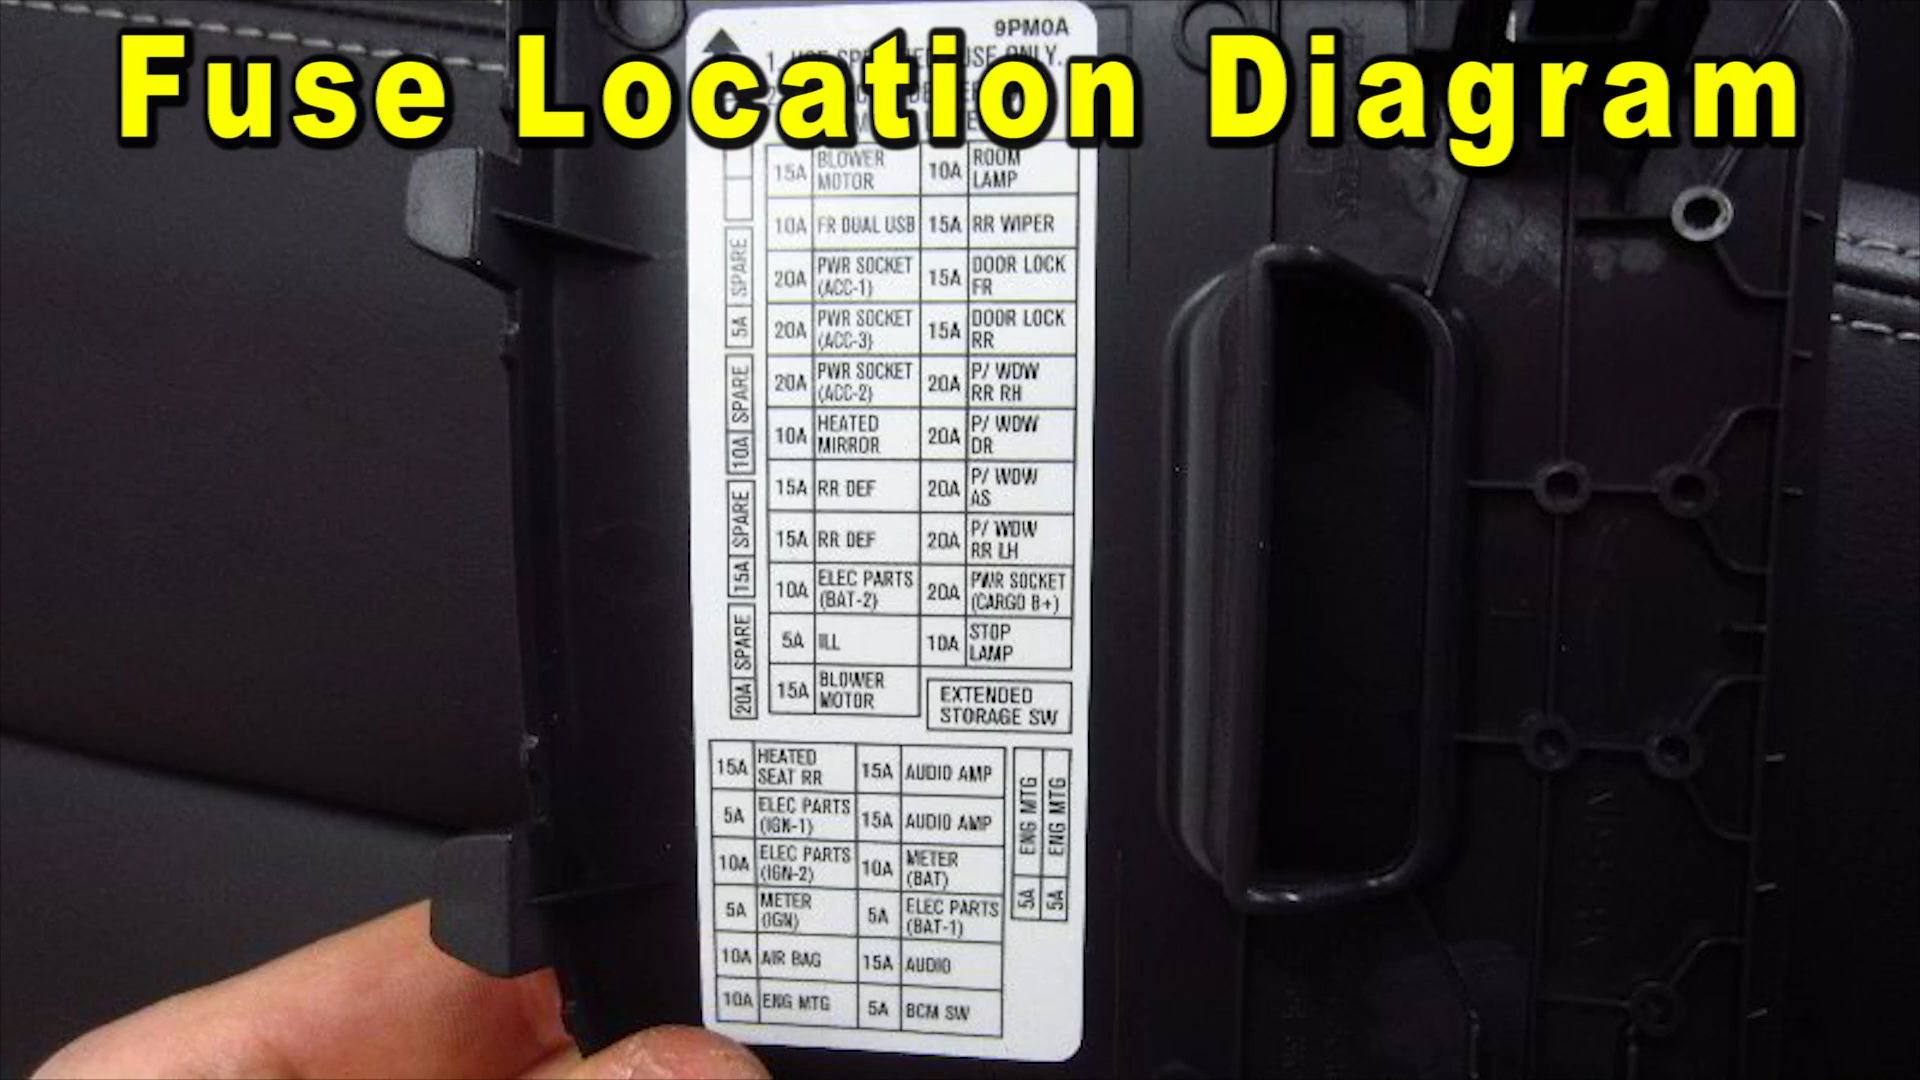 Fuse Location Diagram
9PM0A
15A BLOWER MOTOR 10A ROOM LAMP
10A FR DUAL USB 15A RR WIPER
20A PWR SOCKET (ACC-1) 15A DOOR LOCK FR
20A PWR SOCKET (ACC-3) 15A DOOR LOCK RR
20A PWR SOCKET (ACC-2) 20A P/ WDW RR RH
10A HEATED MIRROR 20A P/ WDW DR
15A RR DEF 20A P/ WDW AS
15A RR DEF 20A P/ WDW RR LH
10A ELEC PARTS (BAT-2) 20A PWR SOCKET (CARGO B+)
5A ILL 10A STOP LAMP
15A BLOWER MOTOR
EXTENDED
STORAGE SW
5A SPARE
10A SPARE
15A SPARE
20A SPARE
15A HEATED SEAT RR 15A AUDIO AMP
5A ELEC PARTS (IGN-1) 15A AUDIO AMP
10A ELEC PARTS (IGN-2) 10A METER (BAT)
5A METER (IGN) 5A ELEC PARTS (BAT-1)
10A AIR BAG 15A AUDIO
10A ENG MTG 5A BCM SW
5A ENG MTG
5A ENG MTG